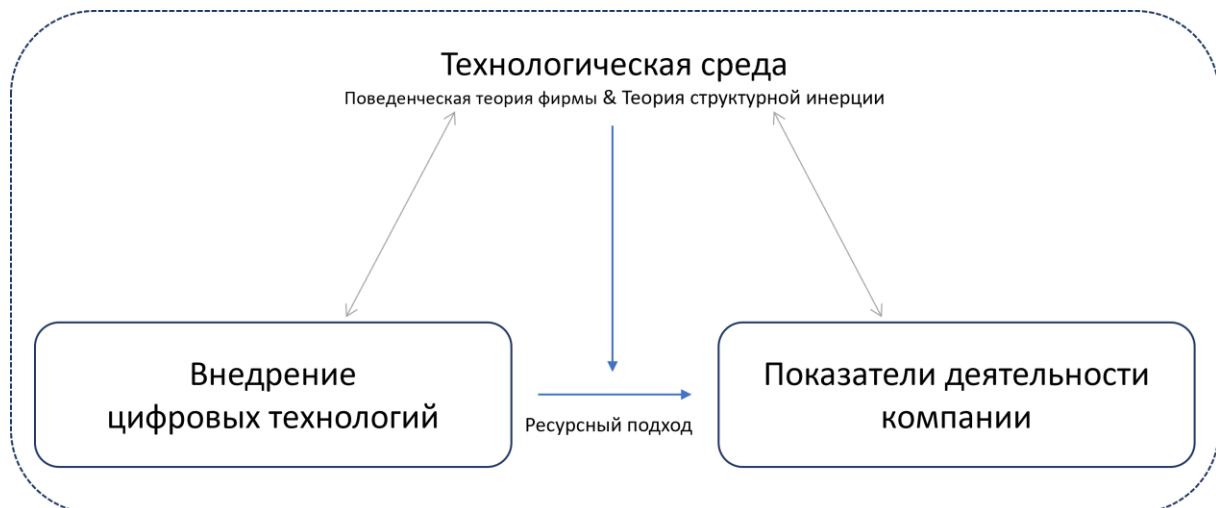 Технологическая среда
Поведенческая теория фирмы & Теория структурной инерции
Внедрение
цифровых технологий
Ресурсный подход
Показатели деятельности
компании